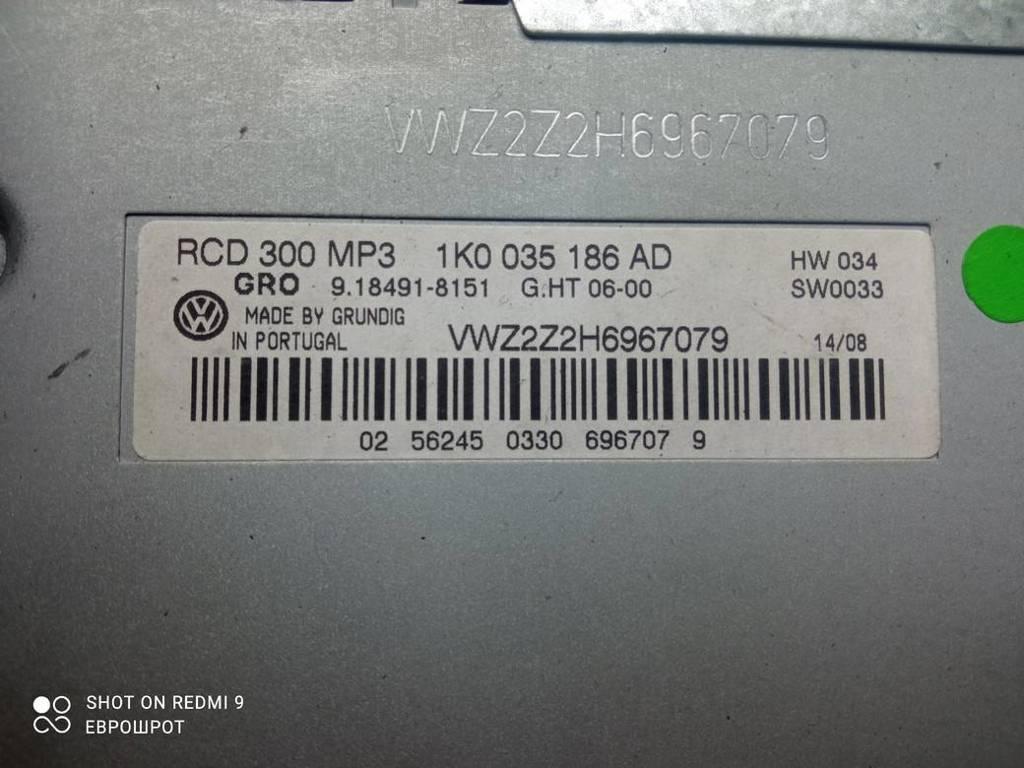 VWZ2Z2H6967079
RCD 300 MP3 1K0 035 186 AD HW 034
GRO 9.18491-8151 G.HT 06-00 SW0033
MADE BY GRUNDIG
IN PORTUGAL VWZ2Z2H6967079 14/08
02 56245 0330 696707 9
SHOT ON REDMI 9
ЕВРОШРОТ